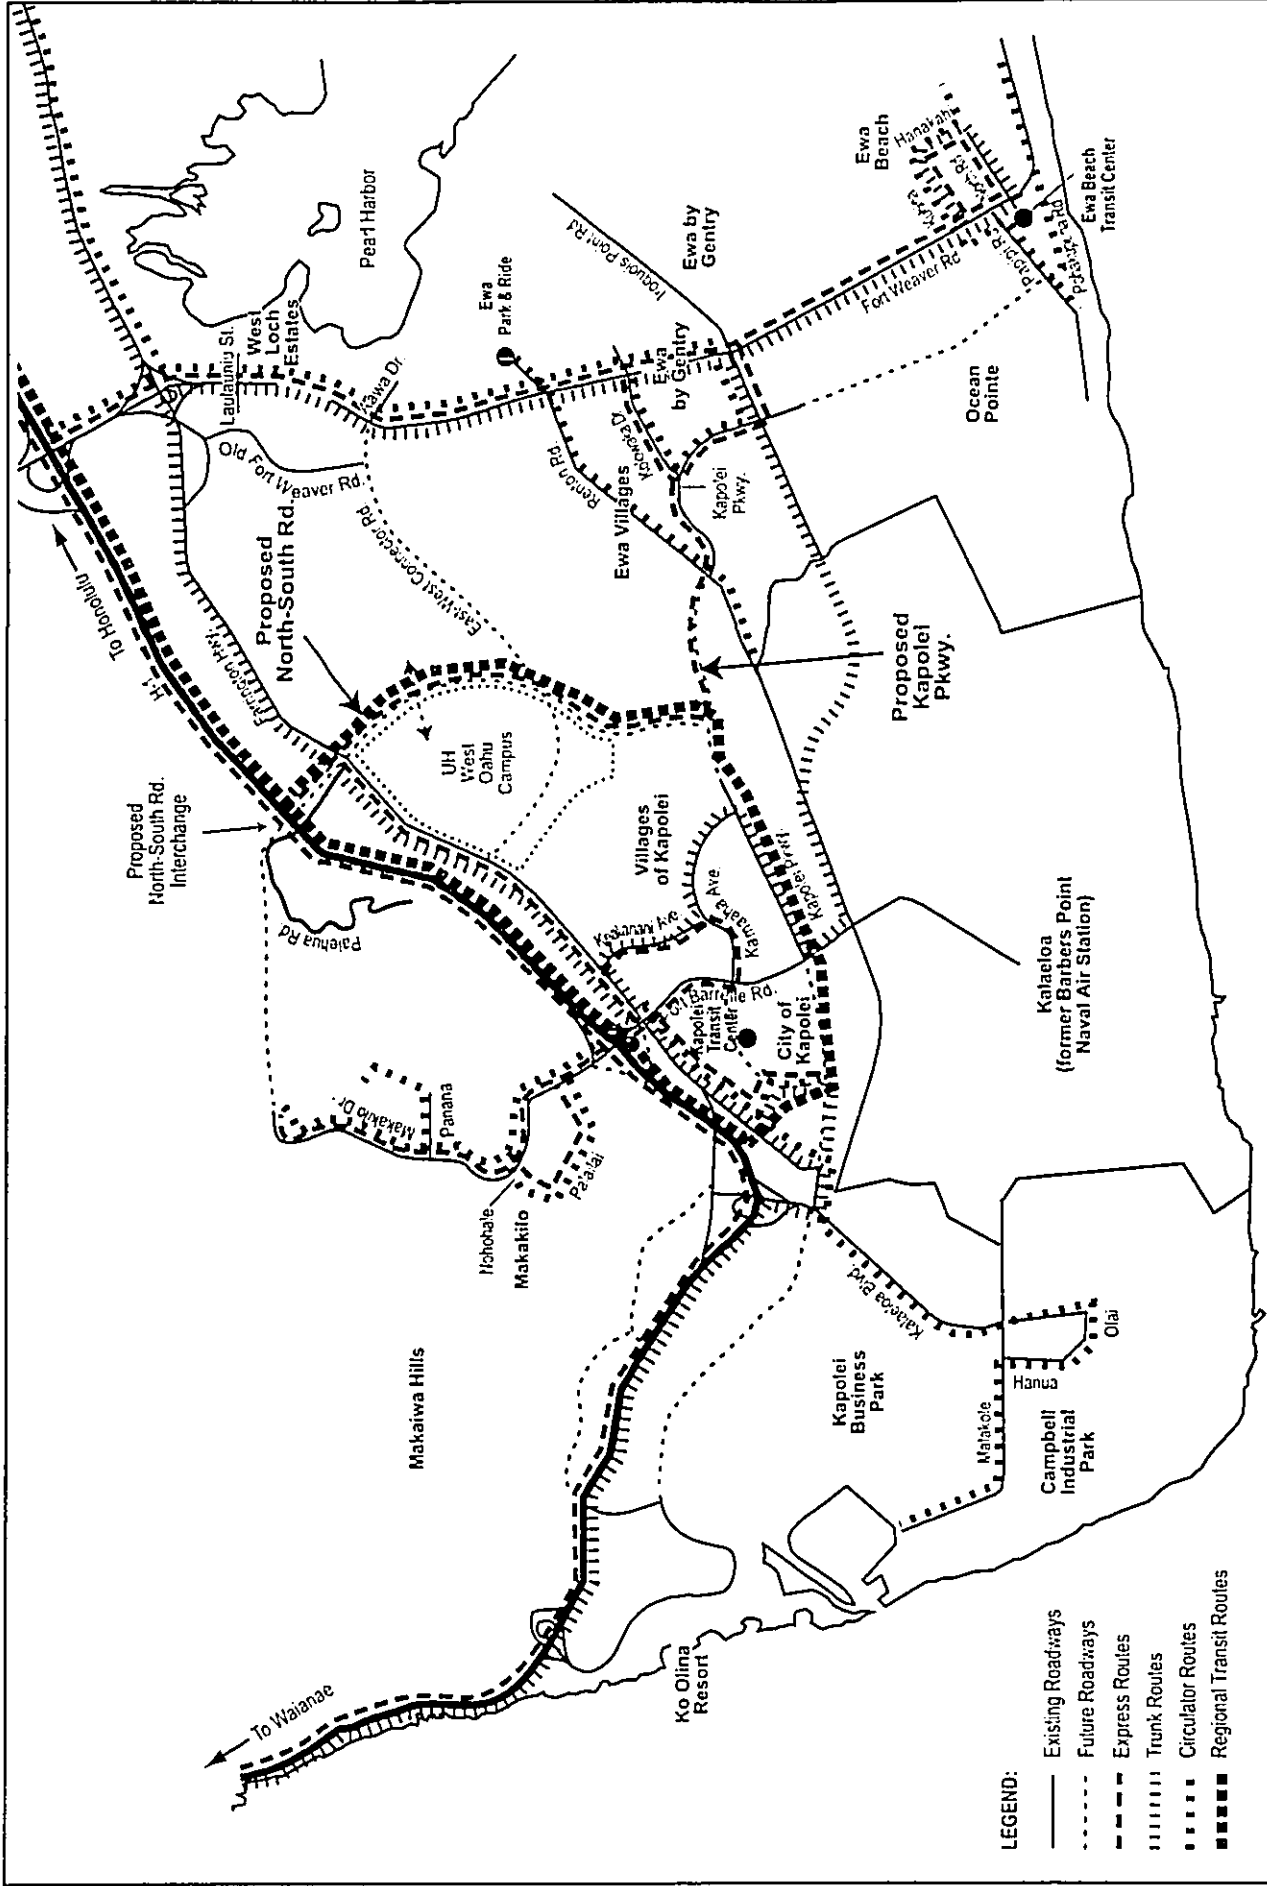 To Waianae
Ko Olina
Resort
LEGEND:
Existing Roadways
Future Roadways
Express Routes
Trunk Routes
Circulator Routes
Regional Transit Routes
Makaiwa Hills
Kapolei
Business
Park
Malakole
Hanua
Olai
Campbell
Industrial
Park
Kalaeloa Blvd.
Nohohale
Makakilo
Palailai
Panana
Makakilo Dr.
Palehua Rd
Proposed
North-South Rd.
Interchange
Kapolei
Transit
Center
City of
Kapolei
Fort Barrette Rd.
Kamaaha
Ave.
Villages
of Kapolei
Kapolei Pkwy.
Kalaeloa
(former Barbers Point
Naval Air Station)
UH
West
Oahu
Campus
Proposed
North-South Rd.
Proposed
Kapolei
Pkwy.
To Honolulu
H-1
Farrington Hwy.
Old Fort Weaver Rd.
East-West Connector Rd.
Laulaunui St.
West
Loch
Estates
Pearl Harbor
Ewa
Park & Ride
Renton Rd.
Ewa Villages
Kapolei
Pkwy.
Ewa
by Gentry
Iroquois Point Rd
Ewa by
Gentry
Fort Weaver Rd
Ocean
Pointe
Papipi Rd
Ewa
Beach
Ewa Beach
Transit Center